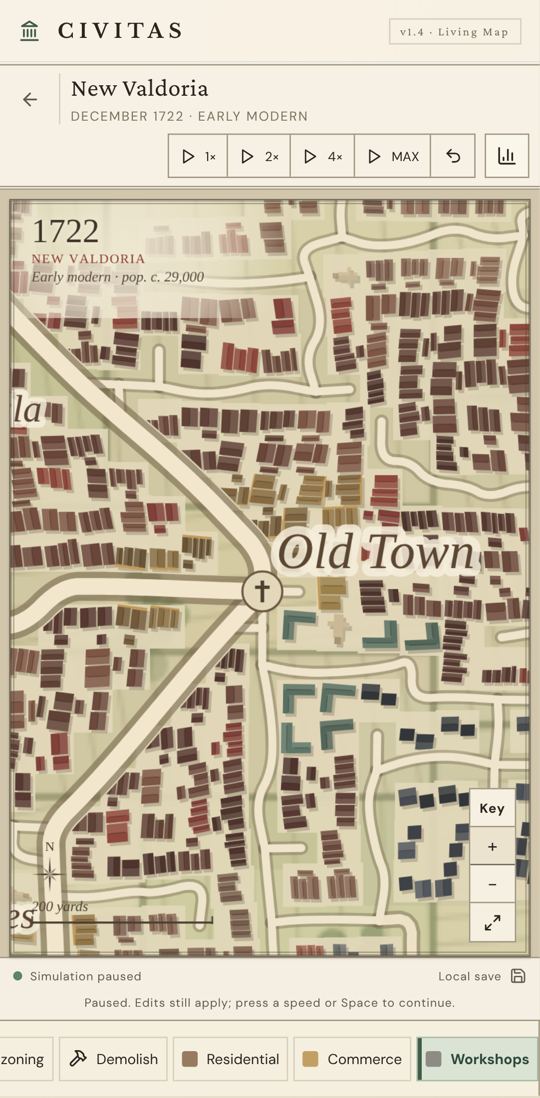 CIVITAS
v1.4 · Living Map
New Valdoria
DECEMBER 1722 · EARLY MODERN
1× 2× 4× MAX
1722
NEW VALDORIA
Early modern · pop. c. 29,000
la
Old Town
Key
+
−
N
200 yards
es
Simulation paused
Local save
Paused. Edits still apply; press a speed or Space to continue.
zoning Demolish Residential Commerce Workshops